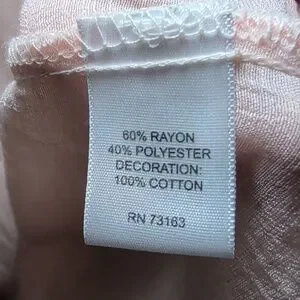 60% RAYON
40% POLYESTER
DECORATION:
100% COTTON
RN 73163